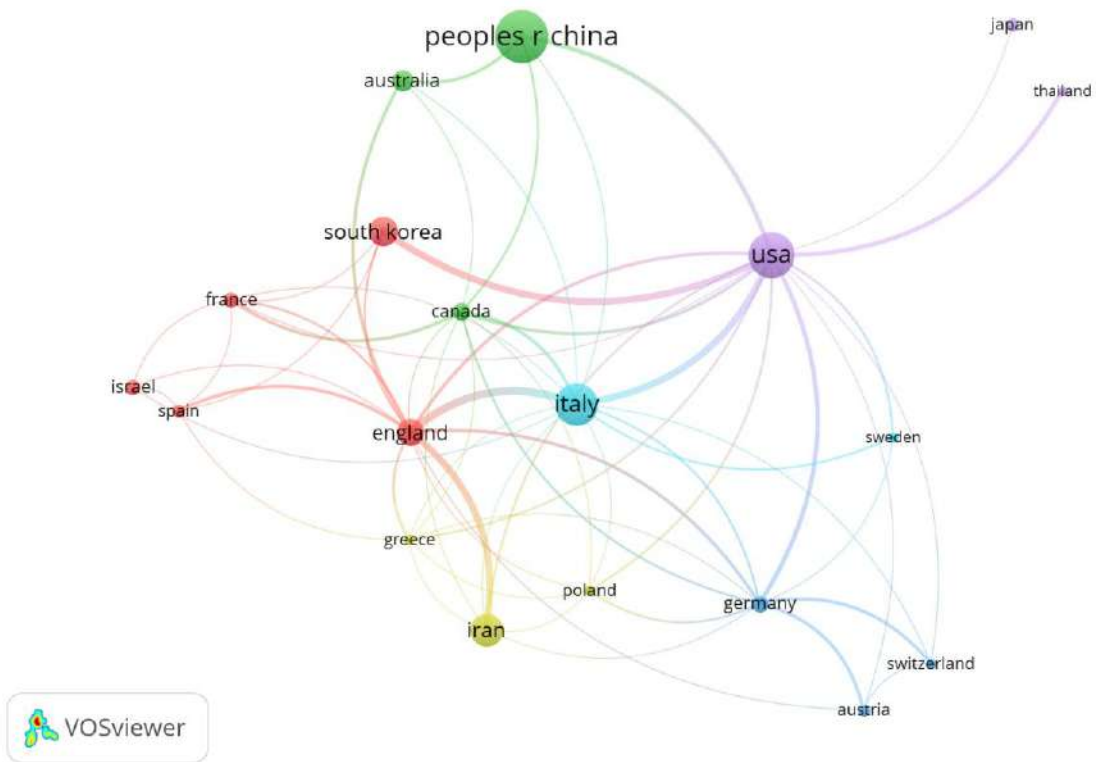 japan
peoples r china
australia
thailand
south korea
usa
france
canada
israel
italy
spain
england
sweden
greece
poland
germany
iran
switzerland
austria
VOSviewer